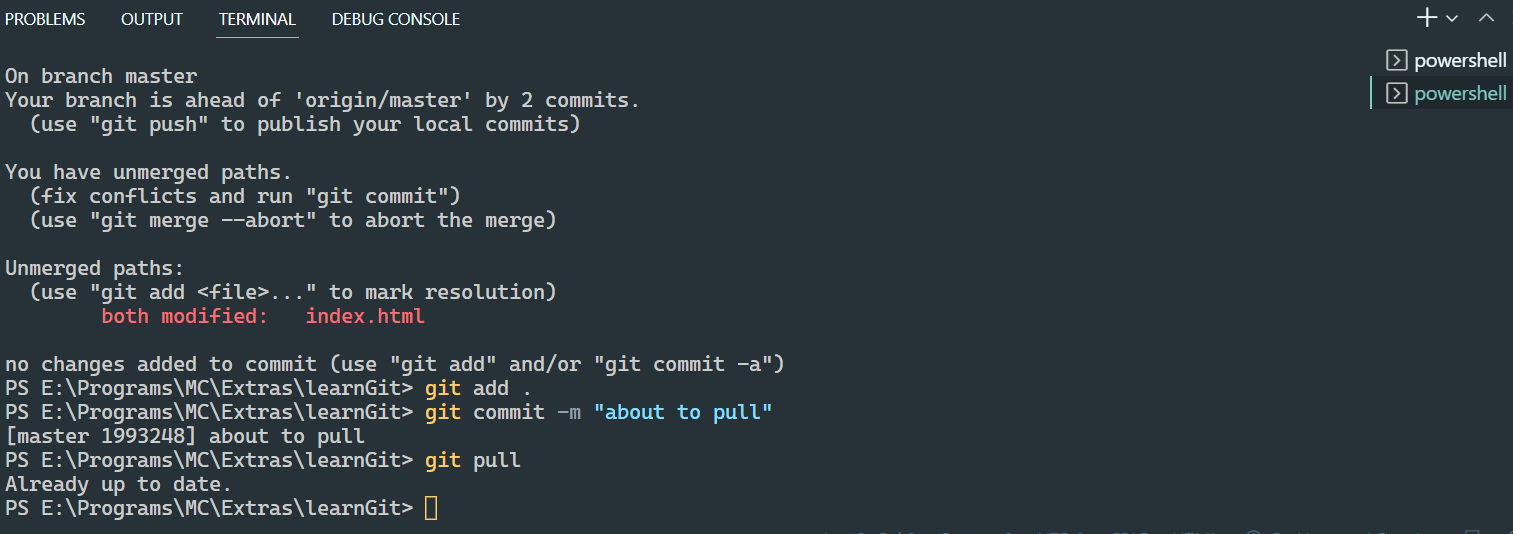 PROBLEMS OUTPUT TERMINAL DEBUG CONSOLE
powershell
powershell
On branch master
Your branch is ahead of 'origin/master' by 2 commits.
  (use "git push" to publish your local commits)
You have unmerged paths.
  (fix conflicts and run "git commit")
  (use "git merge --abort" to abort the merge)
Unmerged paths:
  (use "git add <file>..." to mark resolution)
        both modified:   index.html
no changes added to commit (use "git add" and/or "git commit -a")
PS E:\Programs\MC\Extras\learnGit> git add .
PS E:\Programs\MC\Extras\learnGit> git commit -m "about to pull"
[master 1993248] about to pull
PS E:\Programs\MC\Extras\learnGit> git pull
Already up to date.
PS E:\Programs\MC\Extras\learnGit>